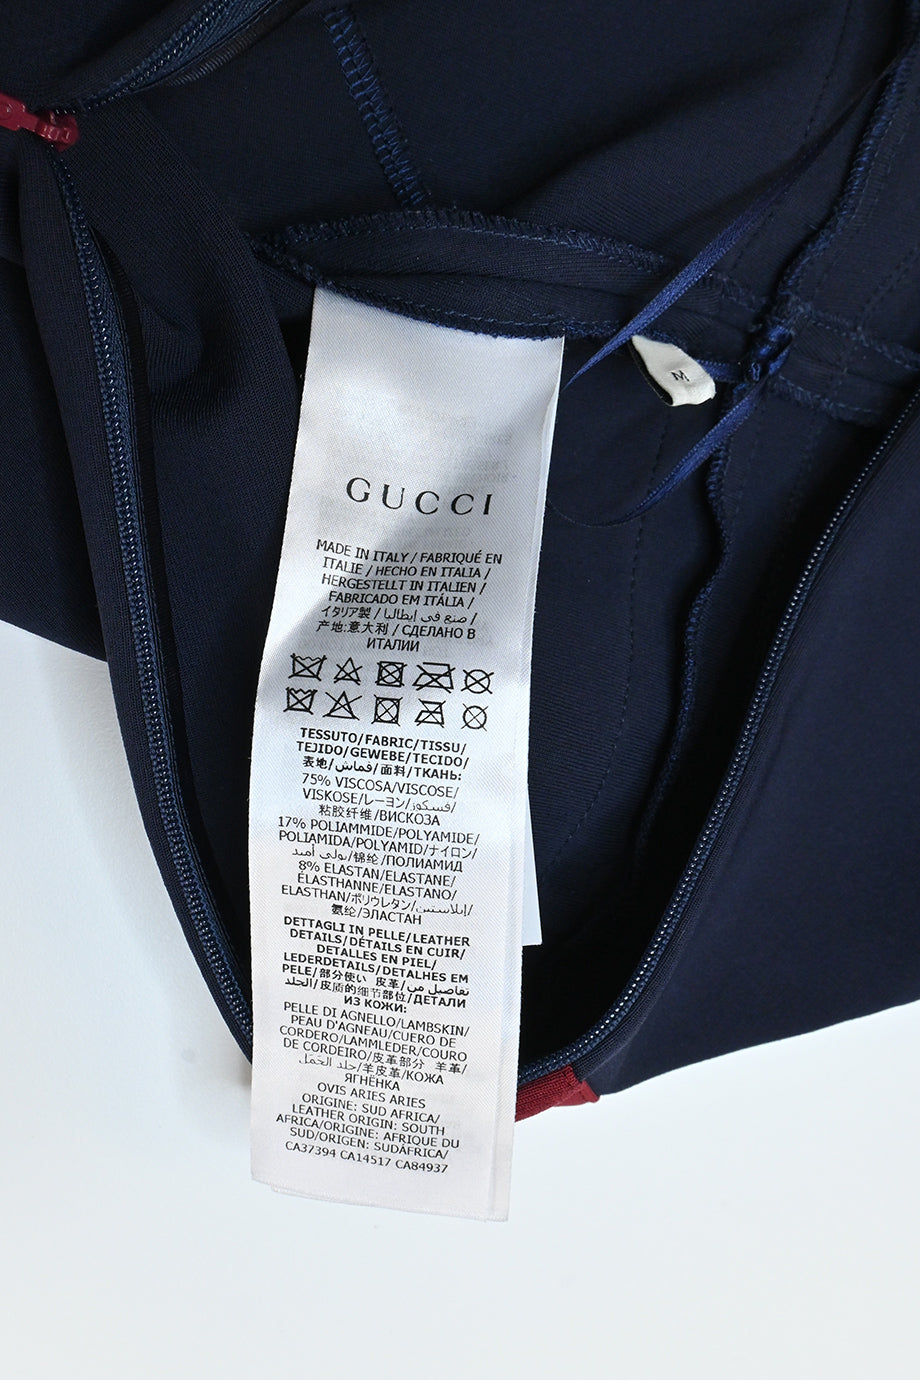 M
GUCCI
MADE IN ITALY / FABRIQUÉ EN
ITALIE / HECHO EN ITALIA /
HERGESTELLT IN ITALIEN /
FABRICADO EM ITÁLIA /
イタリア製 / صنع في إيطاليا /
产地:意大利 / СДЕЛАНО В
ИТАЛИИ
TESSUTO/FABRIC/TISSU/
TEJIDO/GEWEBE/TECIDO/
表地/قماش/面料/ТКАНЬ:
75% VISCOSA/VISCOSE/
VISKOSE/レーヨン/فسكوز/
粘胶纤维/ВИСКОЗА
17% POLIAMMIDE/POLYAMIDE/
POLIAMIDA/POLYAMID/ナイロン/
بولي أميد/锦纶/ПОЛИАМИД
8% ELASTAN/ELASTANE/
ÉLASTHANNE/ELASTANO/
ELASTHAN/ポリウレタン/إيلاستين/
氨纶/ЭЛАСТАН
DETTAGLI IN PELLE/LEATHER
DETAILS/DÉTAILS EN CUIR/
DETALLES EN PIEL/
LEDERDETAILS/DETALHES EM
PELE/部分使い 皮革/تفاصيل من
الجلد/皮质的细节部位/ДЕТАЛИ
ИЗ КОЖИ:
PELLE DI AGNELLO/LAMBSKIN/
PEAU D'AGNEAU/CUERO DE
CORDERO/LAMMLEDER/COURO
DE CORDEIRO/皮革部分 羊革/
جلد الحَمَل/羊皮革/КОЖА
ЯГНЁНКА
OVIS ARIES ARIES
ORIGINE: SUD AFRICA/
LEATHER ORIGIN: SOUTH
AFRICA/ORIGINE: AFRIQUE DU
SUD/ORIGEN: SUDÁFRICA/
CA37394 CA14517 CA84937